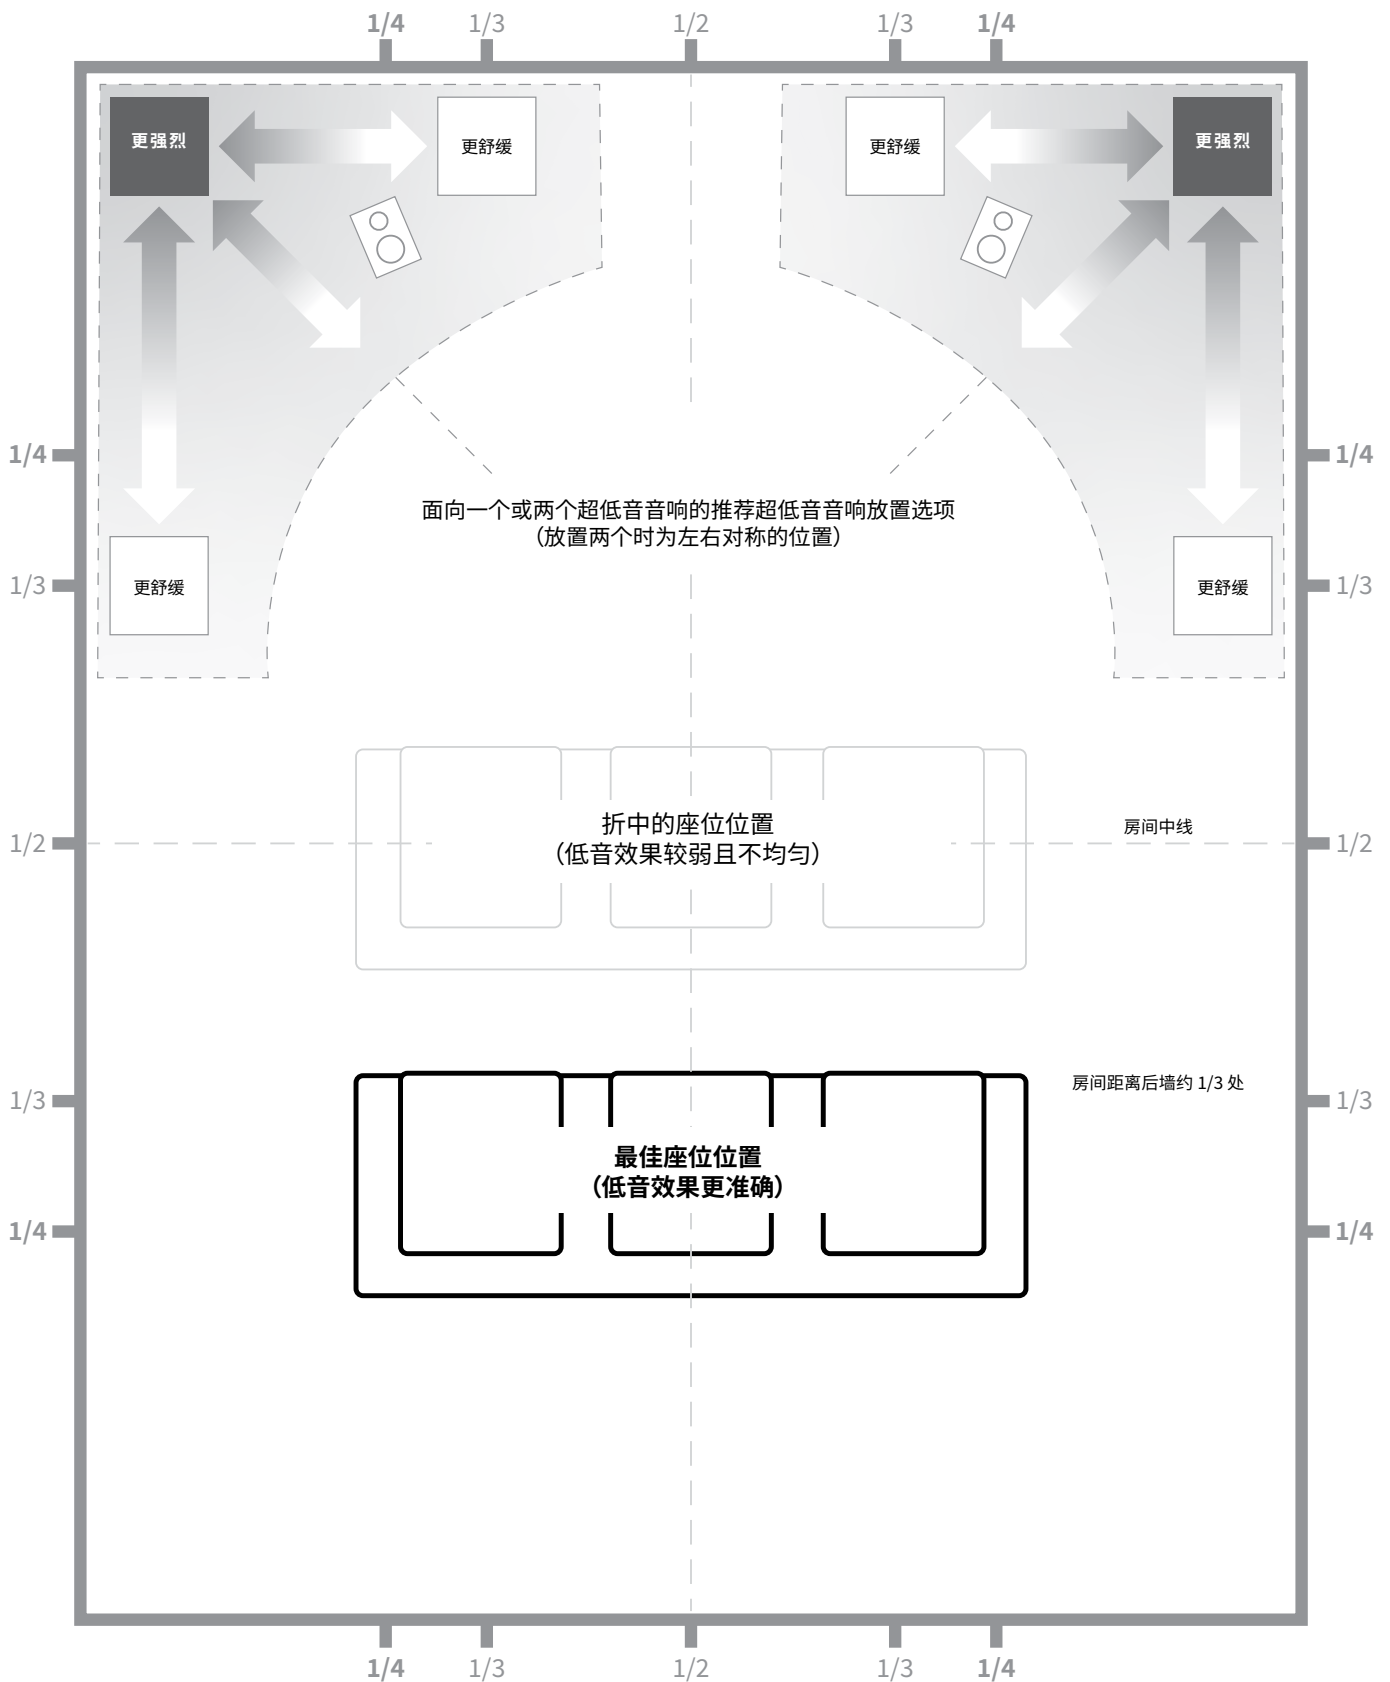 1/4 1/3 1/2 1/3 1/4
更强烈 更舒缓 更舒缓 更强烈
1/4 1/4
面向一个或两个超低音音响的推荐超低音音响放置选项
（放置两个时为左右对称的位置）
1/3 更舒缓 更舒缓 1/3
折中的座位位置
房间中线
1/2 1/2
（低音效果较弱且不均匀）
房间距离后墙约 1/3 处
1/3 1/3
最佳座位位置
（低音效果更准确）
1/4 1/4
1/4 1/3 1/2 1/3 1/4